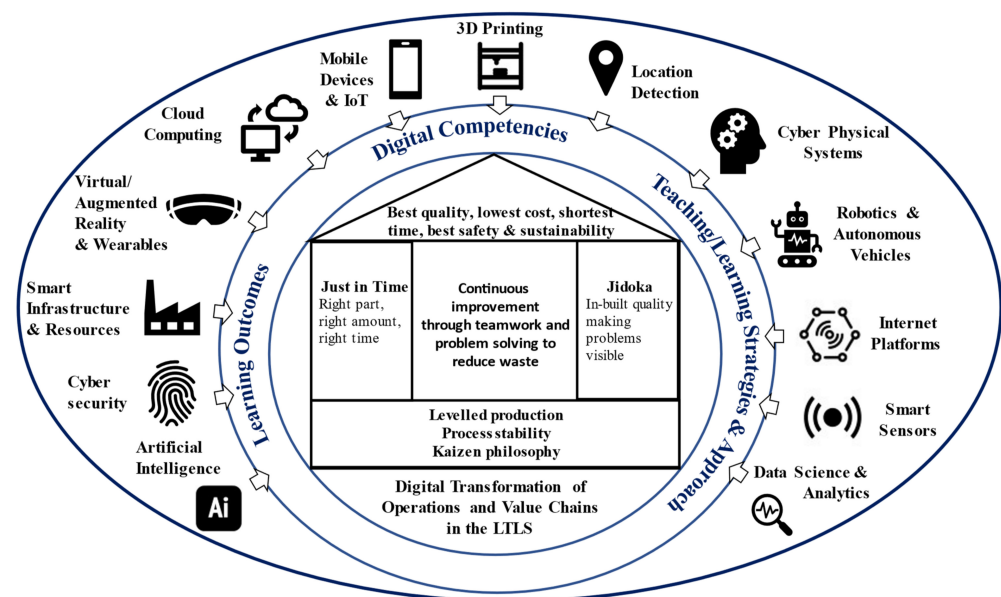 3D Printing
Mobile
Devices
& IoT
Location
Detection
Cloud
Computing
Cyber Physical
Systems
Virtual/
Augmented
Reality
& Wearables
Robotics &
Autonomous
Vehicles
Smart
Infrastructure
& Resources
Internet
Platforms
Cyber
security
Smart
Sensors
Artificial
Intelligence
Ai
Data Science &
Analytics
Learning Outcomes
Digital Competencies
Teaching/Learning Strategies & Approach
Best quality, lowest cost, shortest
time, best safety & sustainability
Just in Time
Right part,
right amount,
right time
Continuous
improvement
through teamwork and
problem solving to
reduce waste
Jidoka
In-built quality
making
problems
visible
Levelled production
Process stability
Kaizen philosophy
Digital Transformation of
Operations and Value Chains
in the LTLS